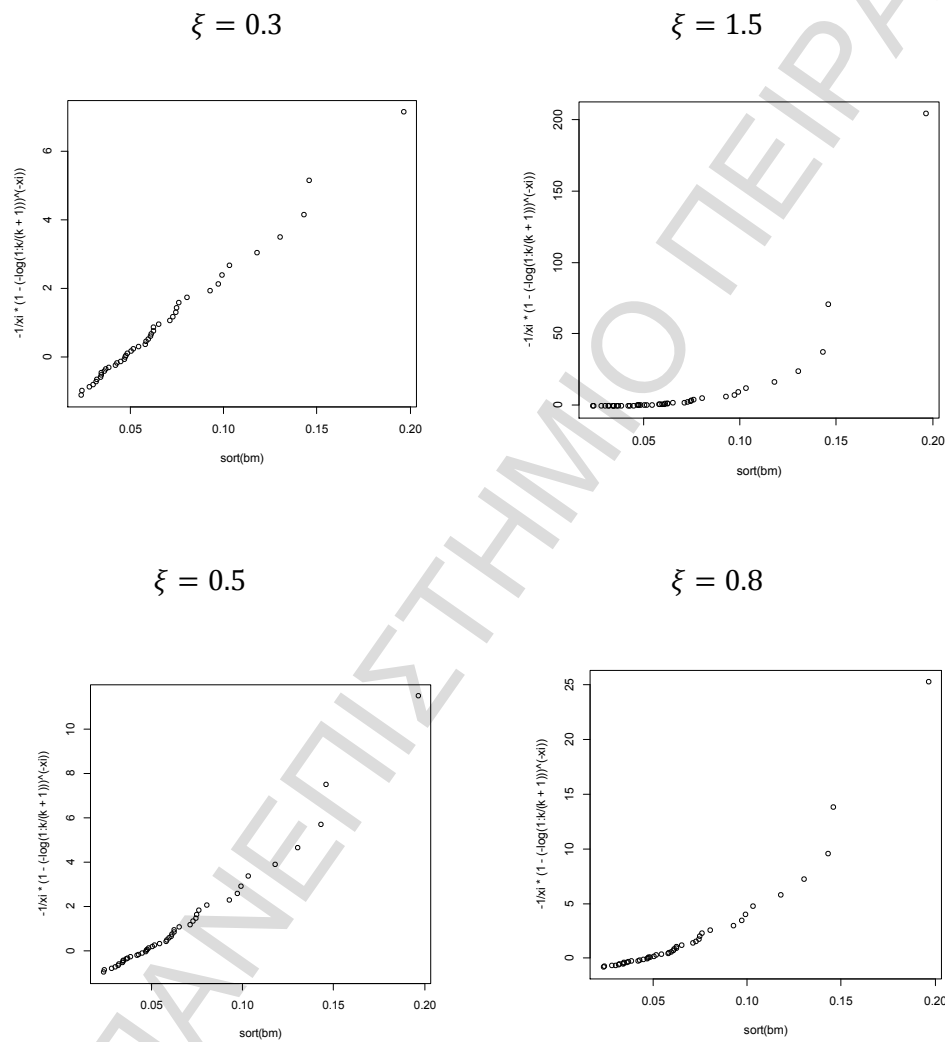 ξ = 0.3
ξ = 1.5
-1/xi * (1 - (-log(1:k/(k + 1)))^(-xi))
0
2
4
6
0.05
0.10
0.15
0.20
sort(bm)
-1/xi * (1 - (-log(1:k/(k + 1)))^(-xi))
0
50
100
150
200
0.05
0.10
0.15
0.20
sort(bm)
ξ = 0.5
ξ = 0.8
-1/xi * (1 - (-log(1:k/(k + 1)))^(-xi))
0
2
4
6
8
10
0.05
0.10
0.15
0.20
sort(bm)
-1/xi * (1 - (-log(1:k/(k + 1)))^(-xi))
0
5
10
15
20
25
0.05
0.10
0.15
0.20
sort(bm)
ΠΑΝΕΠΙΣΤΗΜΙΟ ΠΕΙΡΑ